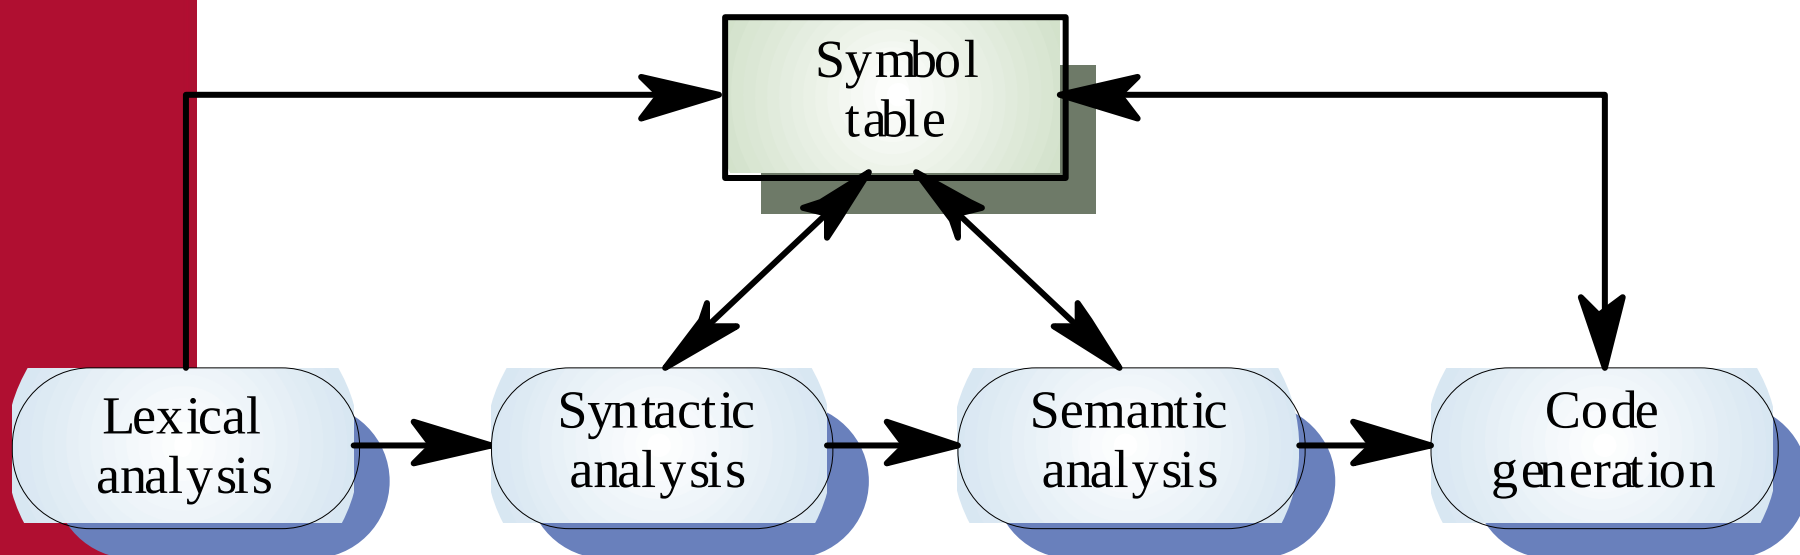 Symbol
table
Lexical
analysis
Syntactic
analysis
Semantic
analysis
Code
generation